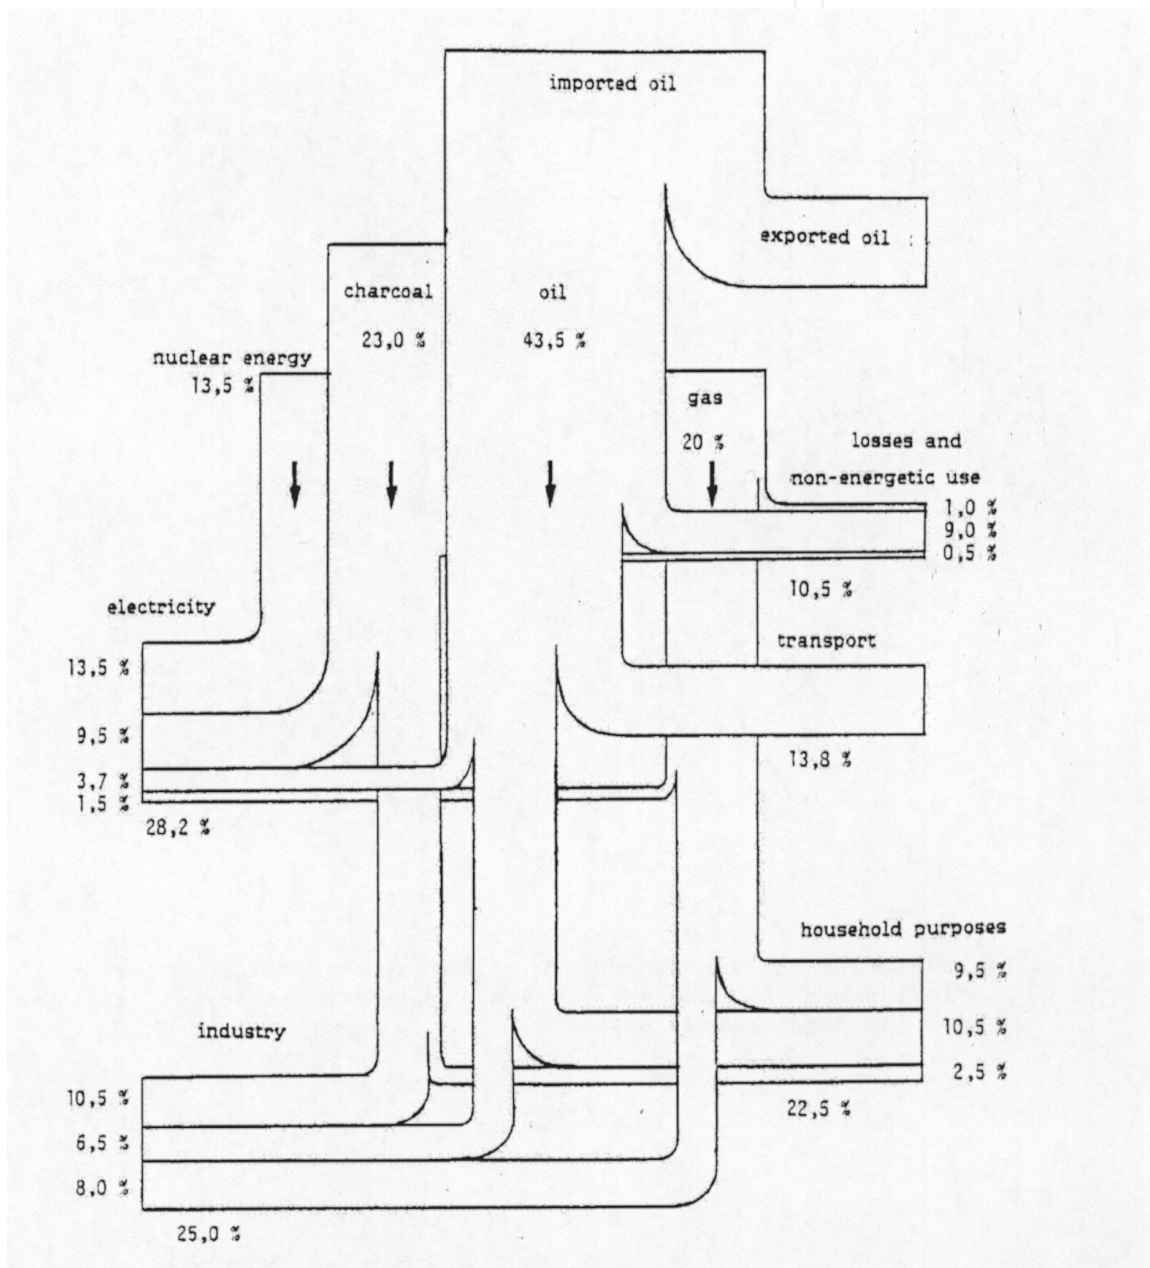 imported oil
exported oil
charcoal
oil
23,0 %
43,5 %
nuclear energy
13,5 %
gas
20 %
losses and
non-energetic use
1,0 %
9,0 %
0,5 %
10,5 %
electricity
13,5 %
9,5 %
3,7 %
1,5 %
28,2 %
transport
13,8 %
household purposes
9,5 %
10,5 %
2,5 %
22,5 %
industry
10,5 %
6,5 %
8,0 %
25,0 %